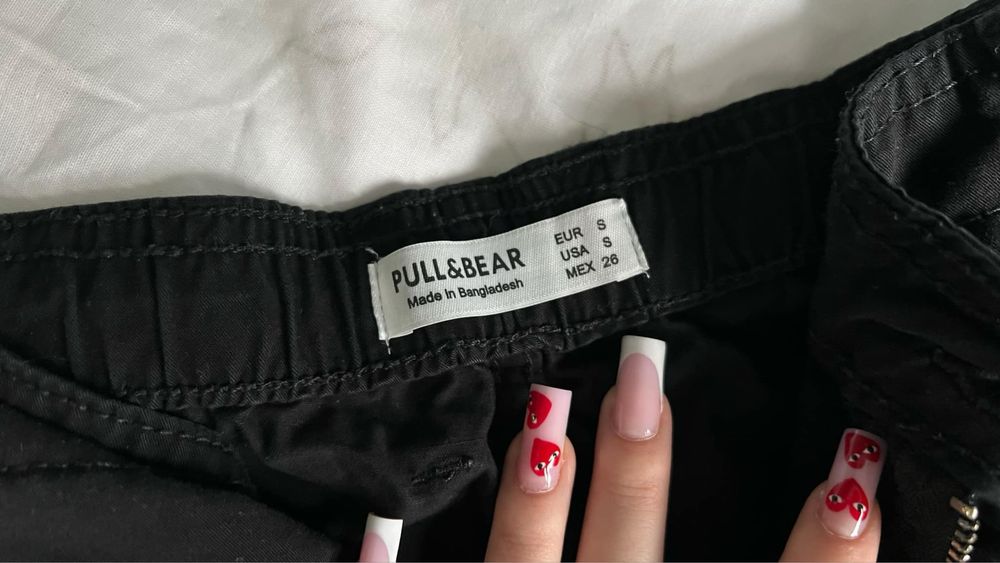 PULL&BEAR
Made in Bangladesh
EUR S
USA S
MEX 26